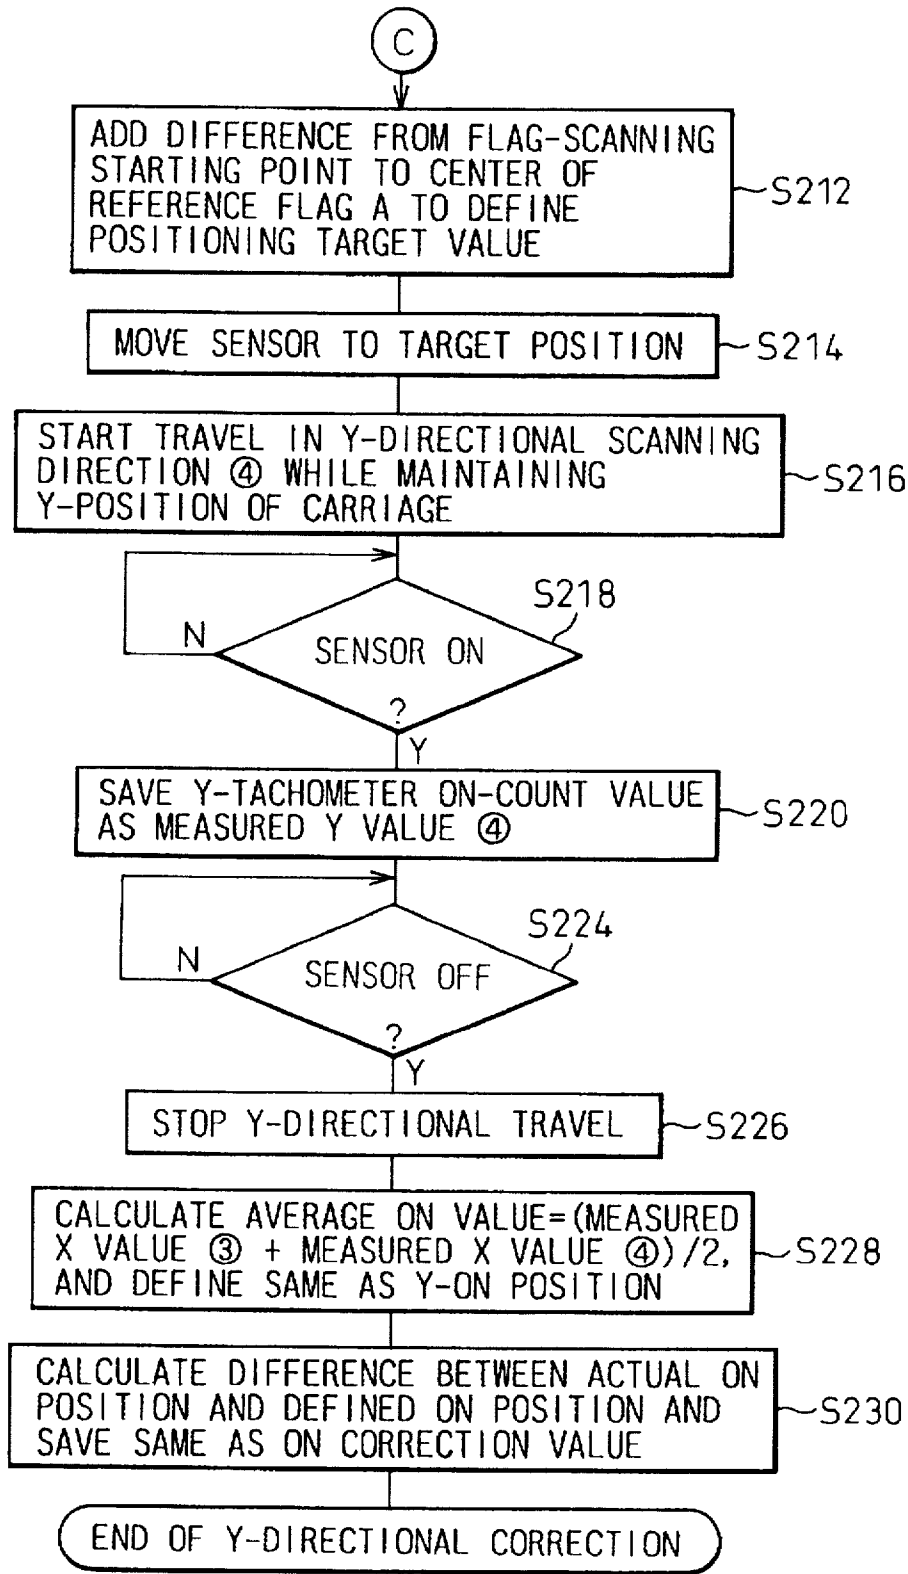 C
ADD DIFFERENCE FROM FLAG-SCANNING
STARTING POINT TO CENTER OF
REFERENCE FLAG A TO DEFINE
POSITIONING TARGET VALUE
S212
MOVE SENSOR TO TARGET POSITION
S214
START TRAVEL IN Y-DIRECTIONAL SCANNING
DIRECTION ④ WHILE MAINTAINING
Y-POSITION OF CARRIAGE
S216
S218
N
SENSOR ON
?
Y
SAVE Y-TACHOMETER ON-COUNT VALUE
AS MEASURED Y VALUE ④
S220
S224
N
SENSOR OFF
?
Y
STOP Y-DIRECTIONAL TRAVEL
S226
CALCULATE AVERAGE ON VALUE=(MEASURED
X VALUE ③ + MEASURED X VALUE ④)/2,
AND DEFINE SAME AS Y-ON POSITION
S228
CALCULATE DIFFERENCE BETWEEN ACTUAL ON
POSITION AND DEFINED ON POSITION AND
SAVE SAME AS ON CORRECTION VALUE
S230
END OF Y-DIRECTIONAL CORRECTION